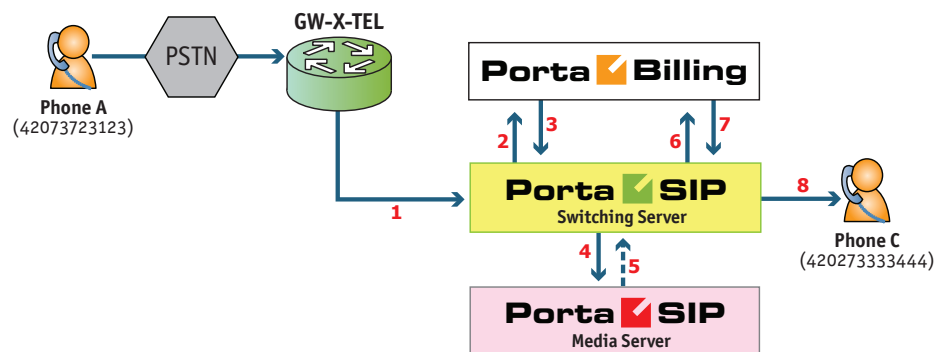 GW-X-TEL
PSTN
Phone A
(42073723123)
Porta Billing
2
3
6
7
1
Porta SIP
Switching Server
8
Phone C
(420273333444)
4
5
Porta SIP
Media Server